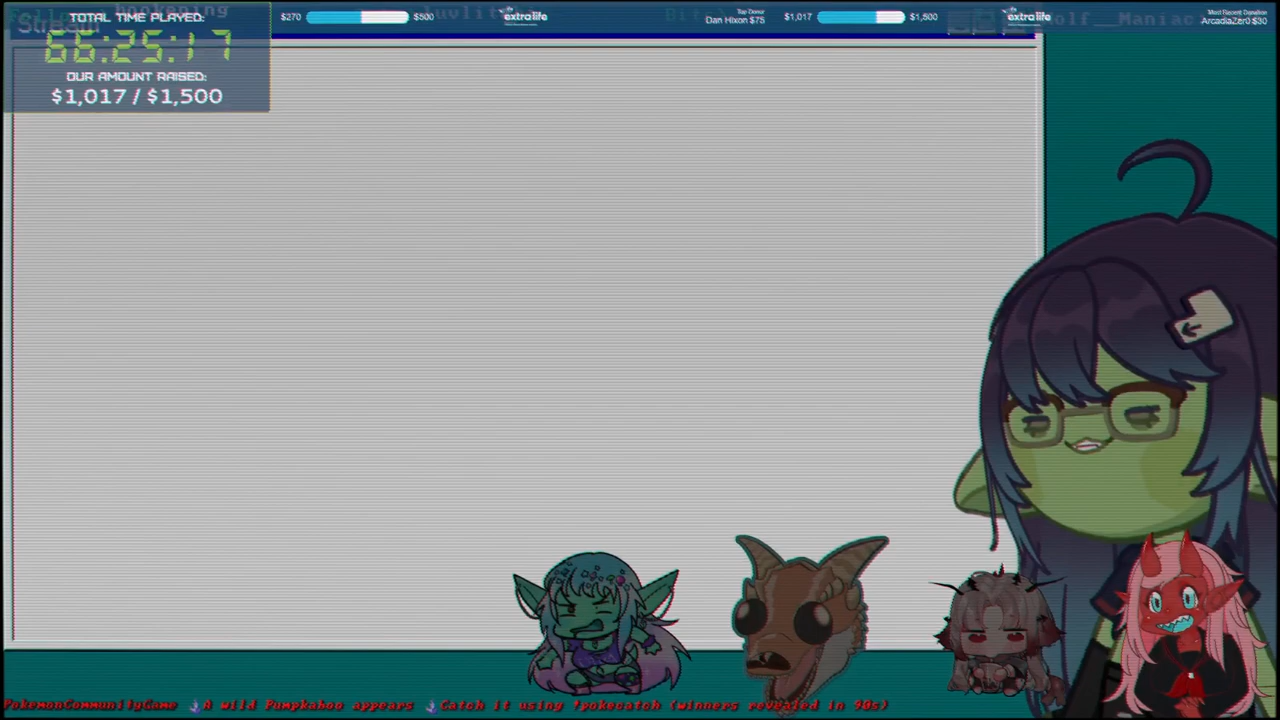 TOTAL TIME PLAYED:
66:25:17
OUR AMOUNT RAISED:
$1,017 / $1,500
Stream
$270 $500
extralife
Top Donor
Dan Hixon $75
$1,017 $1,500
extralife
Most Recent Donation
ArcadiaZer0 $30
PokemonCommunityGame A wild Pumpkaboo appears Catch it using !pokecatch (winners revealed in 90s)